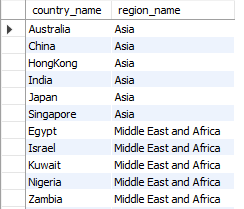 country_name region_name
Australia Asia
China Asia
HongKong Asia
India Asia
Japan Asia
Singapore Asia
Egypt Middle East and Africa
Israel Middle East and Africa
Kuwait Middle East and Africa
Nigeria Middle East and Africa
Zambia Middle East and Africa